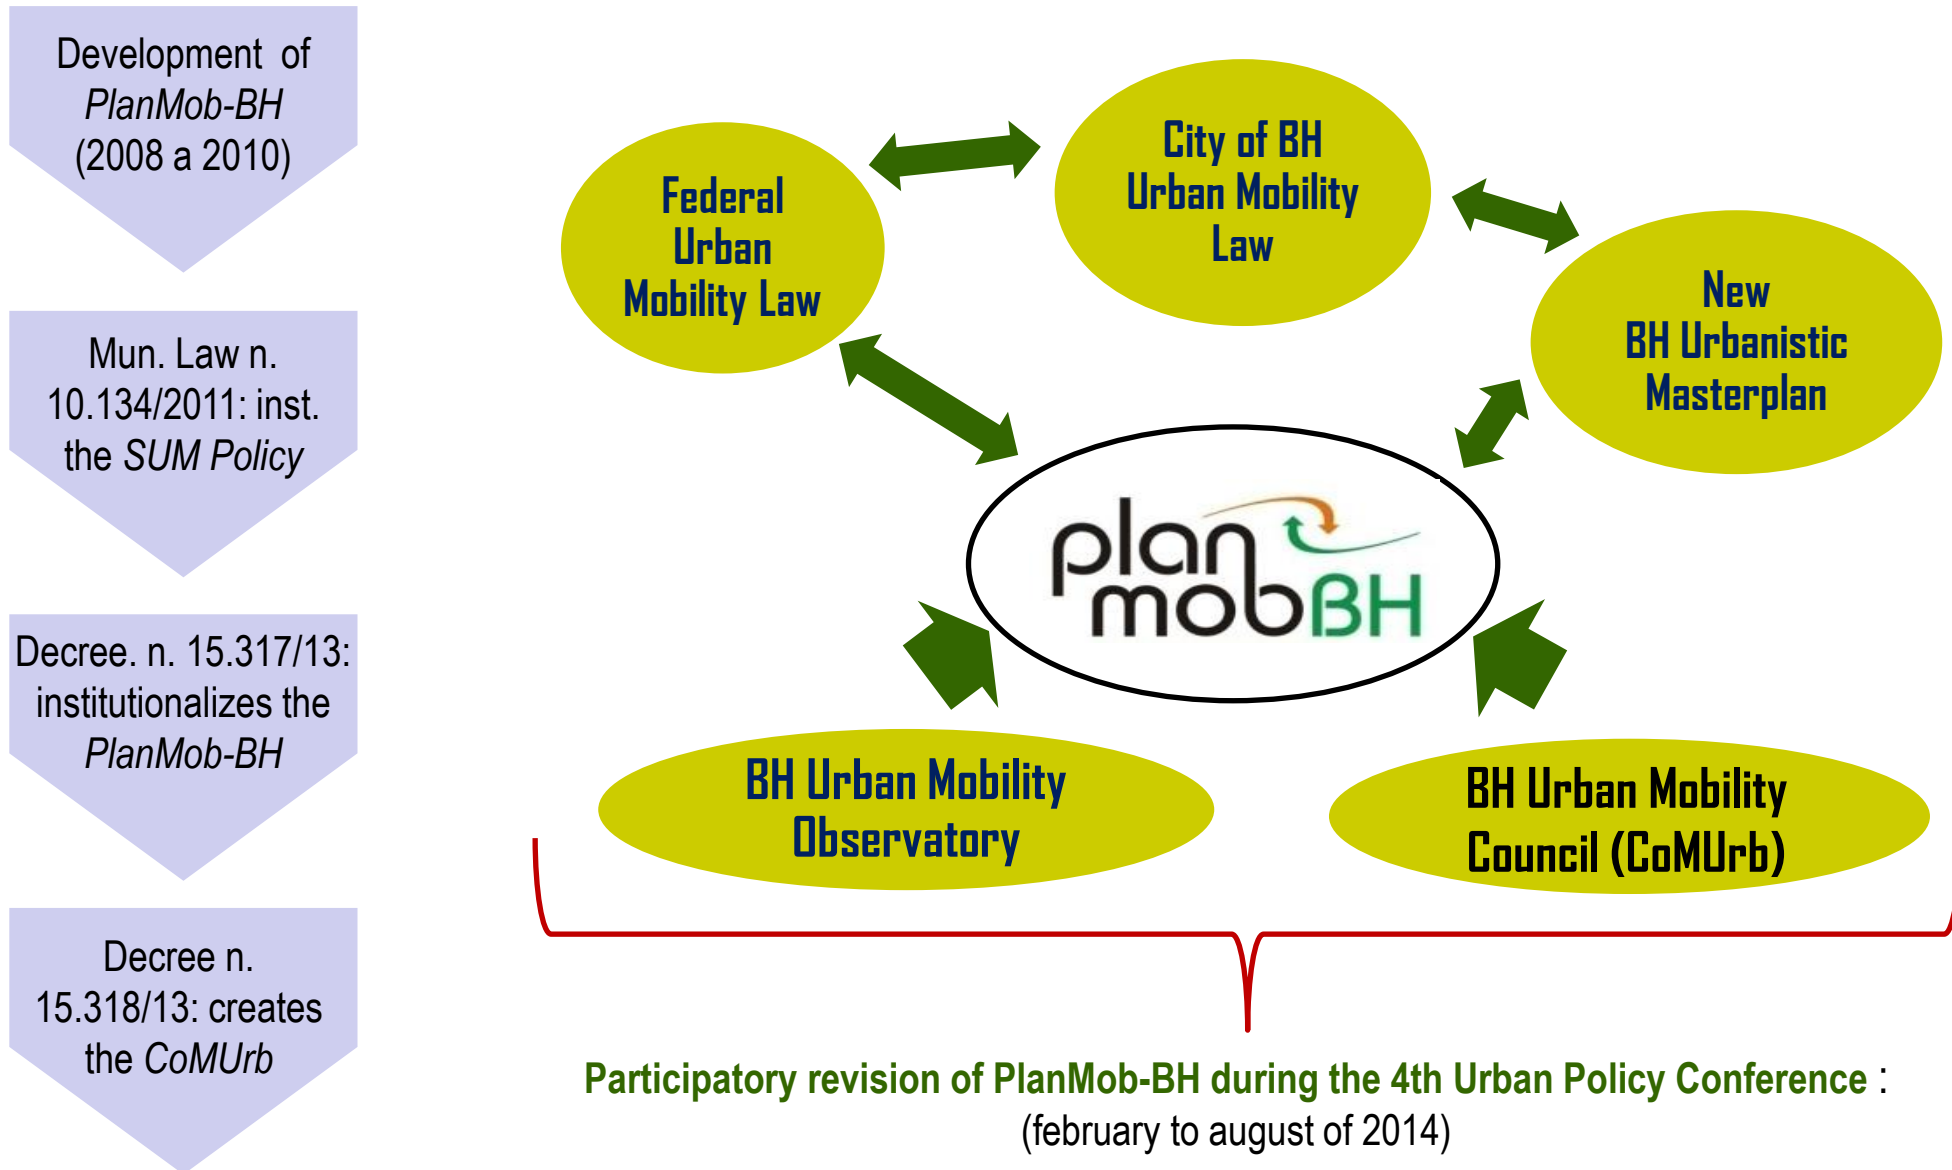 Development of
PlanMob-BH
(2008 a 2010)
Mun. Law n.
10.134/2011: inst.
the SUM Policy
Decree. n. 15.317/13:
institutionalizes the
PlanMob-BH
Decree n.
15.318/13: creates
the CoMUrb
Federal
Urban
Mobility Law
City of BH
Urban Mobility
Law
New
BH Urbanistic
Masterplan
plan
mobBH
BH Urban Mobility
Observatory
BH Urban Mobility
Council (CoMUrb)
Participatory revision of PlanMob-BH during the 4th Urban Policy Conference :
(february to august of 2014)